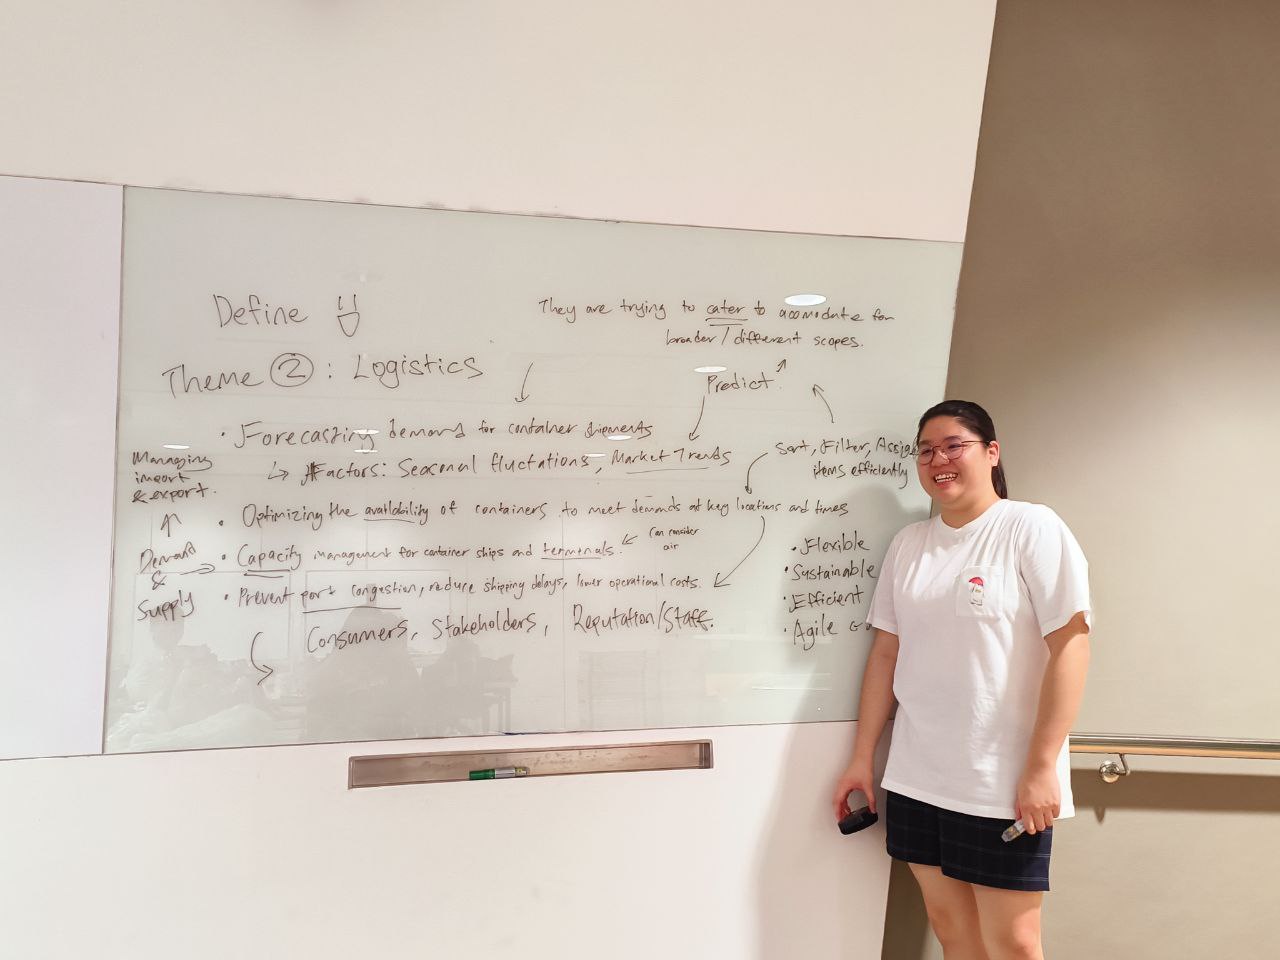 Define
Theme ② : Logistics
They are trying to cater to accomodate for
broader / different scopes.
Predict.
• Forecasting demand for container shipments
↳ Factors: Seasonal fluctations, Market Trends
Sort, Filter, Assign
items efficiently
Managing
import
& export.
• Optimizing the availability of containers to meet demands at key locations and times
Demand
&
Supply
• Capacity management for container ships and terminals.
Can consider
air
• Prevent port congestion, reduce shipping delays, lower operational costs.
Consumers, Stakeholders, Reputation/Staff.
• Flexible
• Sustainable
• Efficient
• Agile